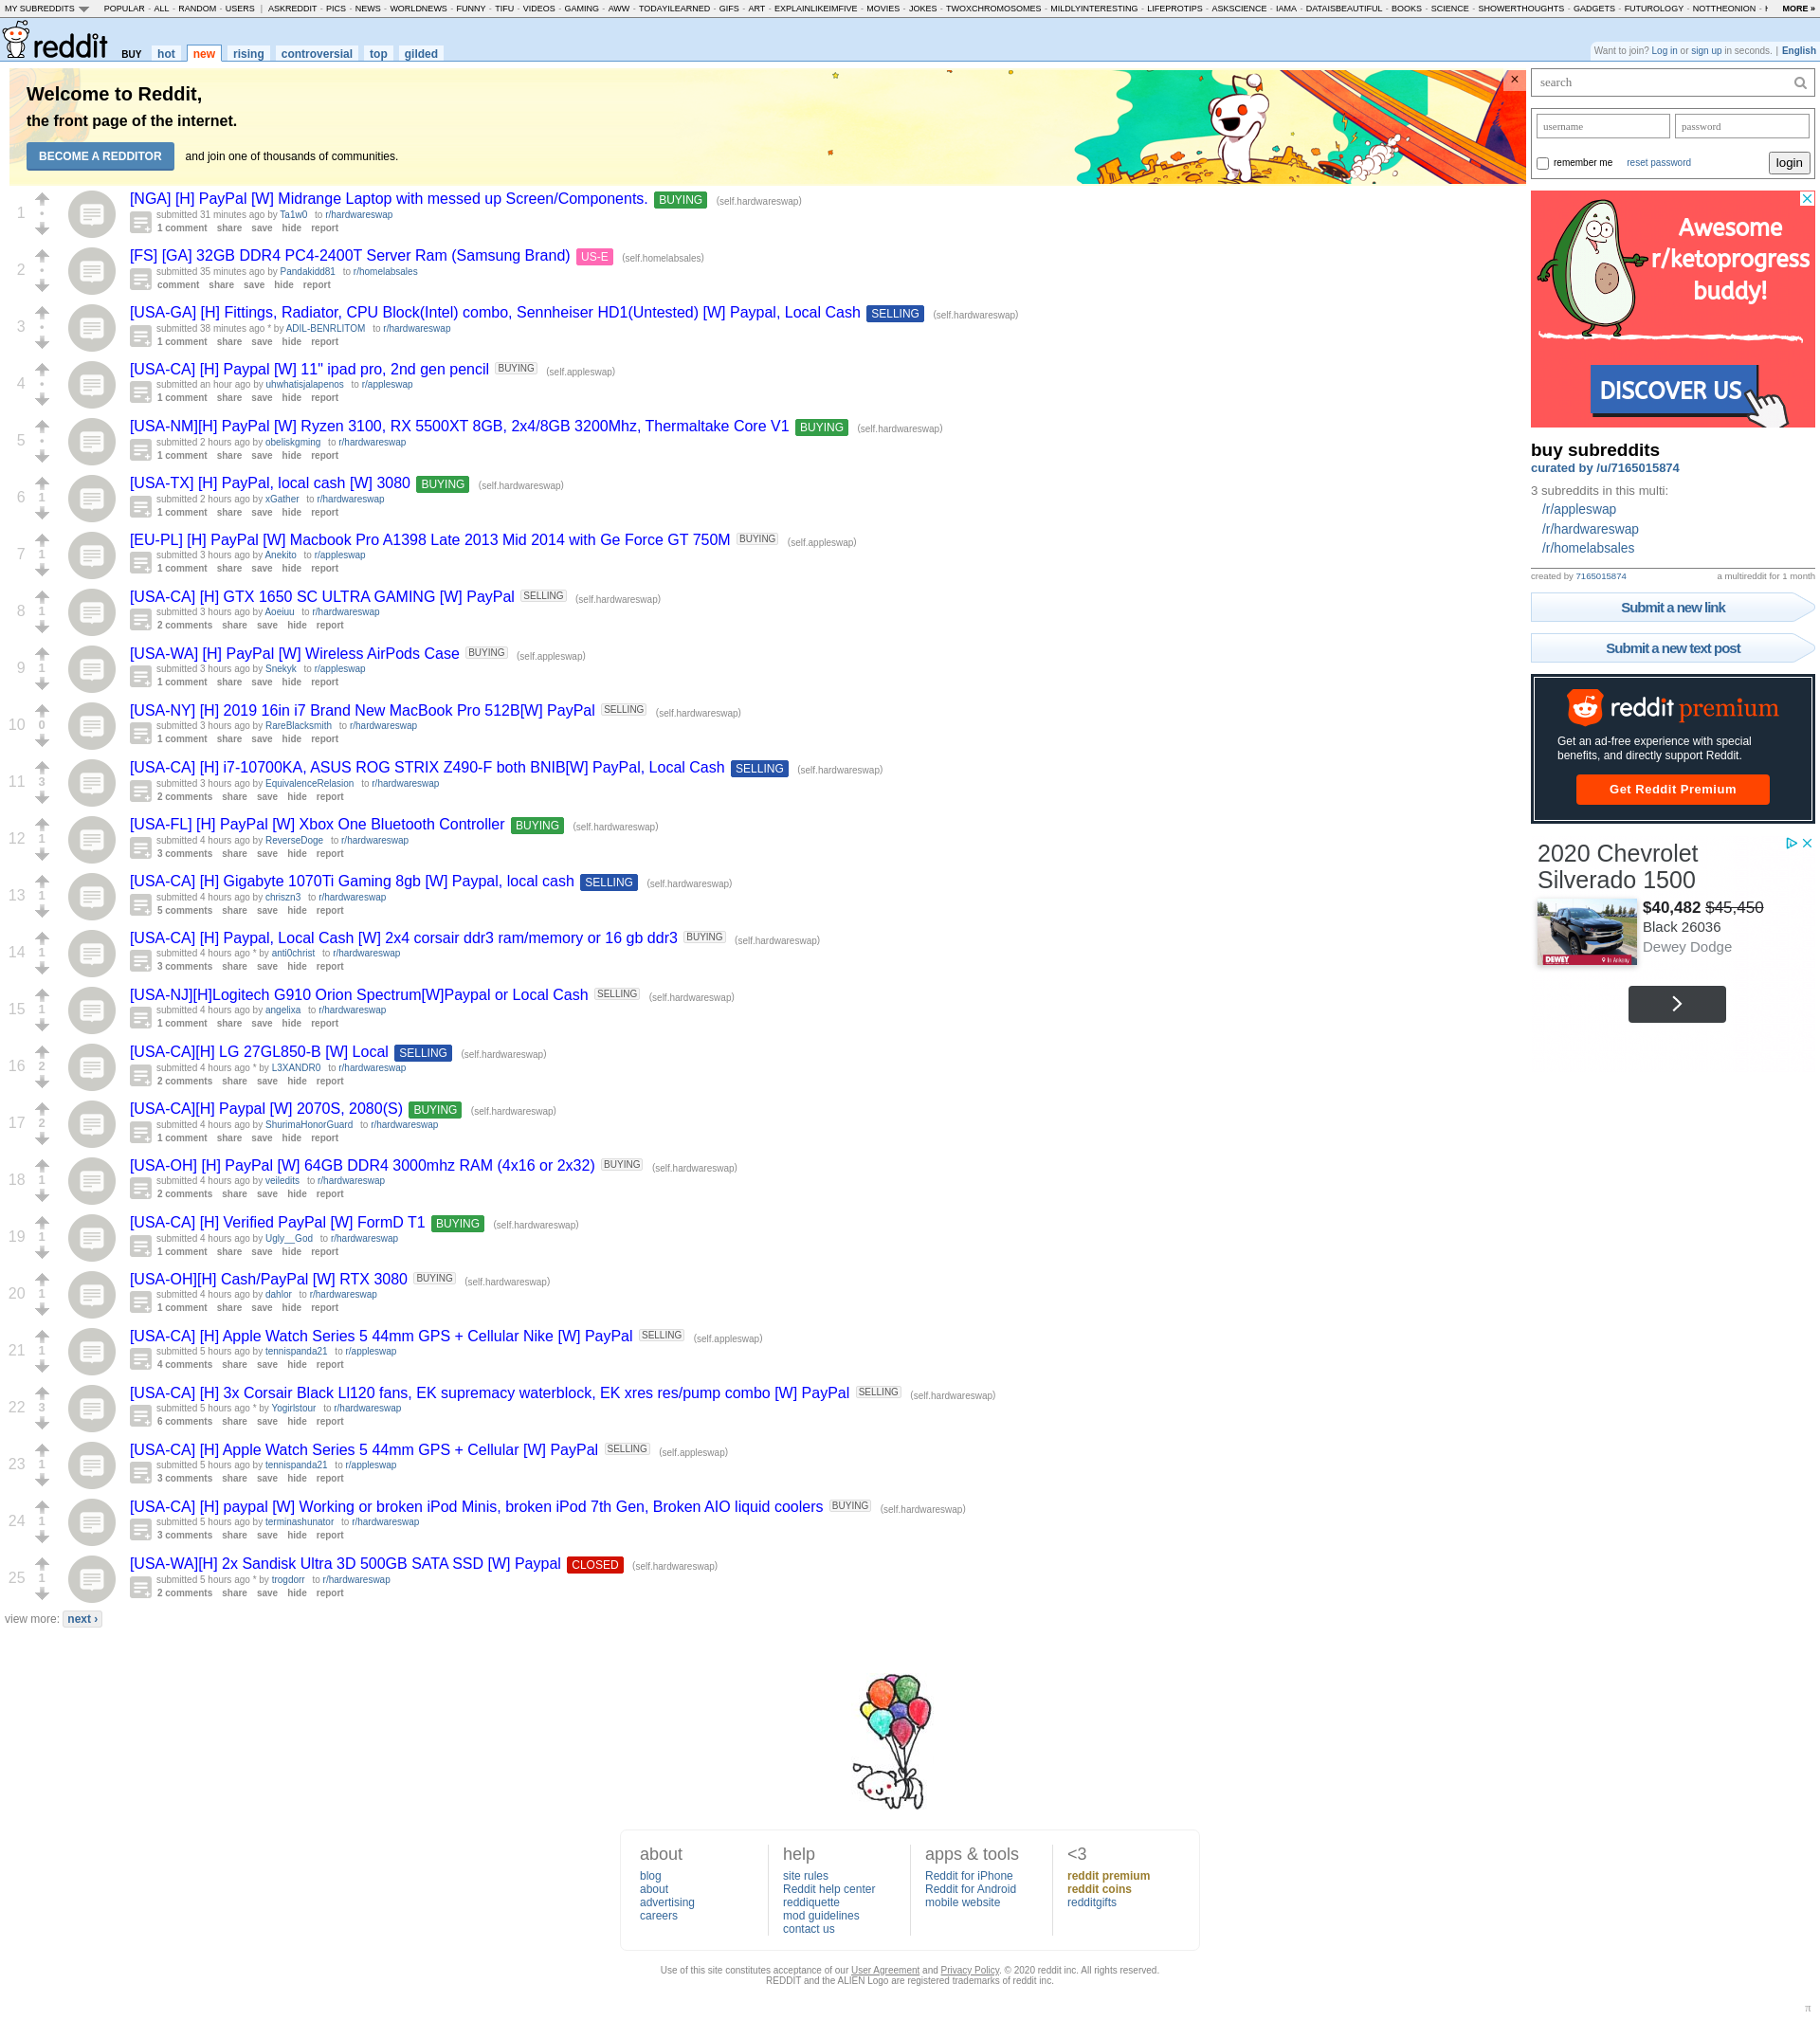 MY SUBREDDITS POPULAR - ALL - RANDOM - USERS | ASKREDDIT - PICS - NEWS - WORLDNEWS - FUNNY - TIFU - VIDEOS - GAMING - AWW - TODAYILEARNED - GIFS - ART - EXPLAINLIKEIMFIVE - MOVIES - JOKES - TWOXCHROMOSOMES - MILDLYINTERESTING - LIFEPROTIPS - ASKSCIENCE - IAMA - DATAISBEAUTIFUL - BOOKS - SCIENCE - SHOWERTHOUGHTS - GADGETS - FUTUROLOGY - NOTTHEONION - MORE »
reddit BUY hot new rising controversial top gilded
Want to join? Log in or sign up in seconds. | English
Welcome to Reddit,
the front page of the internet.
BECOME A REDDITOR and join one of thousands of communities.
×
1
[NGA] [H] PayPal [W] Midrange Laptop with messed up Screen/Components. BUYING (self.hardwareswap)
submitted 31 minutes ago by Ta1w0 to r/hardwareswap
1 comment share save hide report
2
[FS] [GA] 32GB DDR4 PC4-2400T Server Ram (Samsung Brand) US-E (self.homelabsales)
submitted 35 minutes ago by Pandakidd81 to r/homelabsales
comment share save hide report
3
[USA-GA] [H] Fittings, Radiator, CPU Block(Intel) combo, Sennheiser HD1(Untested) [W] Paypal, Local Cash SELLING (self.hardwareswap)
submitted 38 minutes ago * by ADIL-BENRLITOM to r/hardwareswap
1 comment share save hide report
4
[USA-CA] [H] Paypal [W] 11" ipad pro, 2nd gen pencil BUYING (self.appleswap)
submitted an hour ago by uhwhatisjalapenos to r/appleswap
1 comment share save hide report
5
[USA-NM][H] PayPal [W] Ryzen 3100, RX 5500XT 8GB, 2x4/8GB 3200Mhz, Thermaltake Core V1 BUYING (self.hardwareswap)
submitted 2 hours ago by obeliskgming to r/hardwareswap
1 comment share save hide report
6 1
[USA-TX] [H] PayPal, local cash [W] 3080 BUYING (self.hardwareswap)
submitted 2 hours ago by xGather to r/hardwareswap
1 comment share save hide report
7 1
[EU-PL] [H] PayPal [W] Macbook Pro A1398 Late 2013 Mid 2014 with Ge Force GT 750M BUYING (self.appleswap)
submitted 3 hours ago by Anekito to r/appleswap
1 comment share save hide report
8 1
[USA-CA] [H] GTX 1650 SC ULTRA GAMING [W] PayPal SELLING (self.hardwareswap)
submitted 3 hours ago by Aoeiuu to r/hardwareswap
2 comments share save hide report
9 1
[USA-WA] [H] PayPal [W] Wireless AirPods Case BUYING (self.appleswap)
submitted 3 hours ago by Snekyk to r/appleswap
1 comment share save hide report
10 0
[USA-NY] [H] 2019 16in i7 Brand New MacBook Pro 512B[W] PayPal SELLING (self.hardwareswap)
submitted 3 hours ago by RareBlacksmith to r/hardwareswap
1 comment share save hide report
11 3
[USA-CA] [H] i7-10700KA, ASUS ROG STRIX Z490-F both BNIB[W] PayPal, Local Cash SELLING (self.hardwareswap)
submitted 3 hours ago by EquivalenceRelasion to r/hardwareswap
2 comments share save hide report
12 1
[USA-FL] [H] PayPal [W] Xbox One Bluetooth Controller BUYING (self.hardwareswap)
submitted 4 hours ago by ReverseDoge to r/hardwareswap
3 comments share save hide report
13 1
[USA-CA] [H] Gigabyte 1070Ti Gaming 8gb [W] Paypal, local cash SELLING (self.hardwareswap)
submitted 4 hours ago by chriszn3 to r/hardwareswap
5 comments share save hide report
14 1
[USA-CA] [H] Paypal, Local Cash [W] 2x4 corsair ddr3 ram/memory or 16 gb ddr3 BUYING (self.hardwareswap)
submitted 4 hours ago * by anti0christ to r/hardwareswap
3 comments share save hide report
15 1
[USA-NJ][H]Logitech G910 Orion Spectrum[W]Paypal or Local Cash SELLING (self.hardwareswap)
submitted 4 hours ago by angelixa to r/hardwareswap
1 comment share save hide report
16 2
[USA-CA][H] LG 27GL850-B [W] Local SELLING (self.hardwareswap)
submitted 4 hours ago * by L3XANDR0 to r/hardwareswap
2 comments share save hide report
17 2
[USA-CA][H] Paypal [W] 2070S, 2080(S) BUYING (self.hardwareswap)
submitted 4 hours ago by ShurimaHonorGuard to r/hardwareswap
1 comment share save hide report
18 1
[USA-OH] [H] PayPal [W] 64GB DDR4 3000mhz RAM (4x16 or 2x32) BUYING (self.hardwareswap)
submitted 4 hours ago by veiledits to r/hardwareswap
2 comments share save hide report
19 1
[USA-CA] [H] Verified PayPal [W] FormD T1 BUYING (self.hardwareswap)
submitted 4 hours ago by Ugly__God to r/hardwareswap
1 comment share save hide report
20 1
[USA-OH][H] Cash/PayPal [W] RTX 3080 BUYING (self.hardwareswap)
submitted 4 hours ago by dahlor to r/hardwareswap
1 comment share save hide report
21 1
[USA-CA] [H] Apple Watch Series 5 44mm GPS + Cellular Nike [W] PayPal SELLING (self.appleswap)
submitted 5 hours ago by tennispanda21 to r/appleswap
4 comments share save hide report
22 3
[USA-CA] [H] 3x Corsair Black Ll120 fans, EK supremacy waterblock, EK xres res/pump combo [W] PayPal SELLING (self.hardwareswap)
submitted 5 hours ago * by Yogirlstour to r/hardwareswap
6 comments share save hide report
23 1
[USA-CA] [H] Apple Watch Series 5 44mm GPS + Cellular [W] PayPal SELLING (self.appleswap)
submitted 5 hours ago by tennispanda21 to r/appleswap
3 comments share save hide report
24 1
[USA-CA] [H] paypal [W] Working or broken iPod Minis, broken iPod 7th Gen, Broken AIO liquid coolers BUYING (self.hardwareswap)
submitted 5 hours ago by terminashunator to r/hardwareswap
3 comments share save hide report
25 1
[USA-WA][H] 2x Sandisk Ultra 3D 500GB SATA SSD [W] Paypal CLOSED (self.hardwareswap)
submitted 5 hours ago * by trogdorr to r/hardwareswap
2 comments share save hide report
view more: next ›
search
username password
remember me reset password login
Awesome
r/ketoprogress
buddy!
DISCOVER US
buy subreddits
curated by /u/7165015874
3 subreddits in this multi:
/r/appleswap
/r/hardwareswap
/r/homelabsales
created by 7165015874 a multireddit for 1 month
Submit a new link
Submit a new text post
reddit premium
Get an ad-free experience with special
benefits, and directly support Reddit.
Get Reddit Premium
2020 Chevrolet
Silverado 1500
$40,482 $45,450
Black 26036
Dewey Dodge
DEWEY
about
blog
about
advertising
careers
help
site rules
Reddit help center
reddiquette
mod guidelines
contact us
apps & tools
Reddit for iPhone
Reddit for Android
mobile website
<3
reddit premium
reddit coins
redditgifts
Use of this site constitutes acceptance of our User Agreement and Privacy Policy. © 2020 reddit inc. All rights reserved.
REDDIT and the ALIEN Logo are registered trademarks of reddit inc.
π